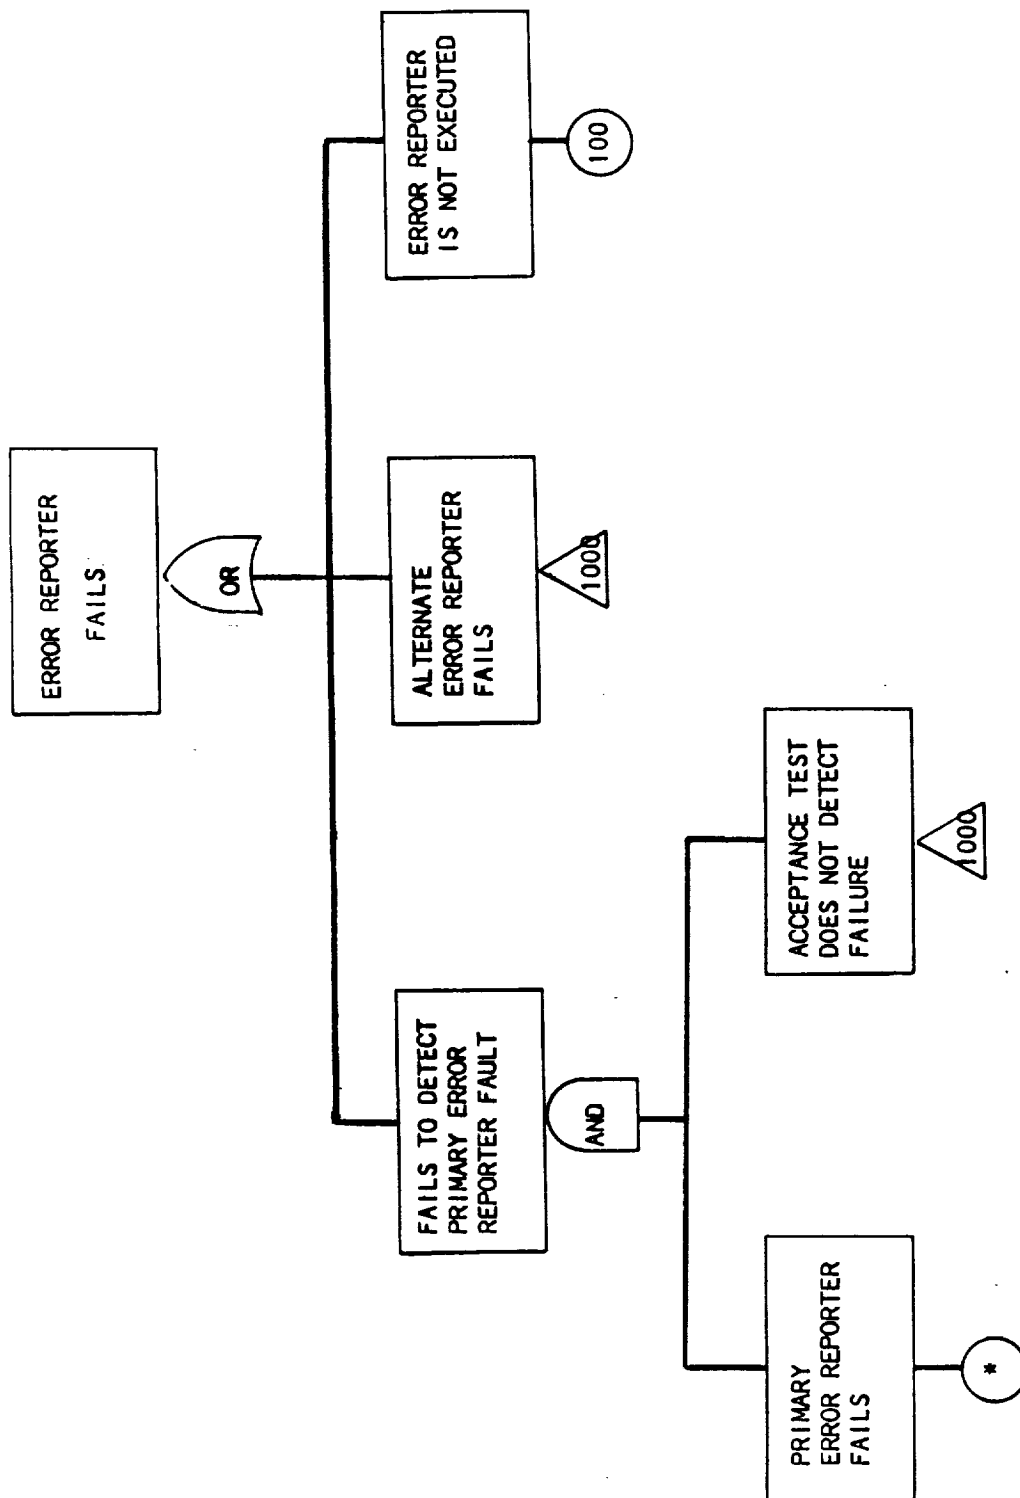 ERROR REPORTER
FAILS
OR
FAILS TO DETECT
PRIMARY ERROR
REPORTER FAULT
ALTERNATE
ERROR REPORTER
FAILS
1000
ERROR REPORTER
IS NOT EXECUTED
100
AND
PRIMARY
ERROR REPORTER
FAILS
*
ACCEPTANCE TEST
DOES NOT DETECT
FAILURE
1000